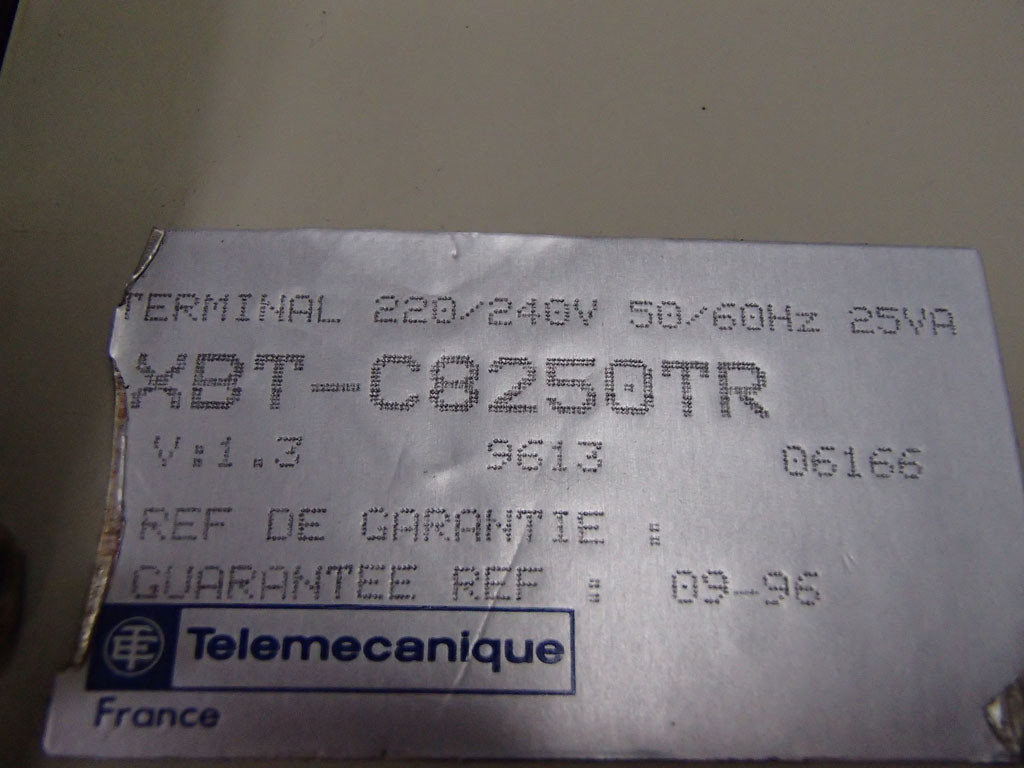 TERMINAL 220/240V 50/60Hz 25VA
XBT-C8250TR
V:1.3 9613 06166
REF DE GARANTIE :
GUARANTEE REF : 09-96
TE Telemecanique
France